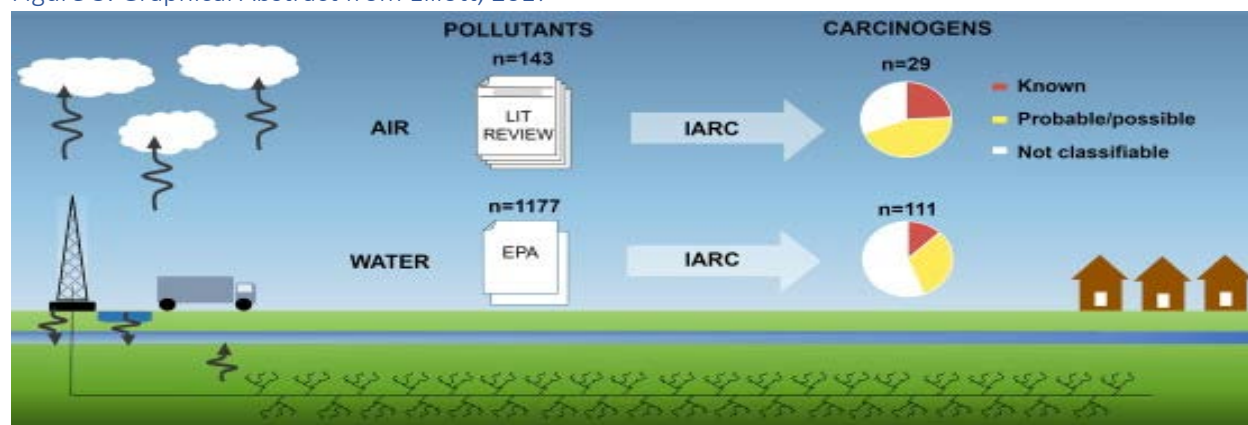 POLLUTANTS
CARCINOGENS
n=143
n=29
Known
Probable/possible
Not classifiable
AIR
LIT
REVIEW
IARC
n=1177
n=111
WATER
EPA
IARC